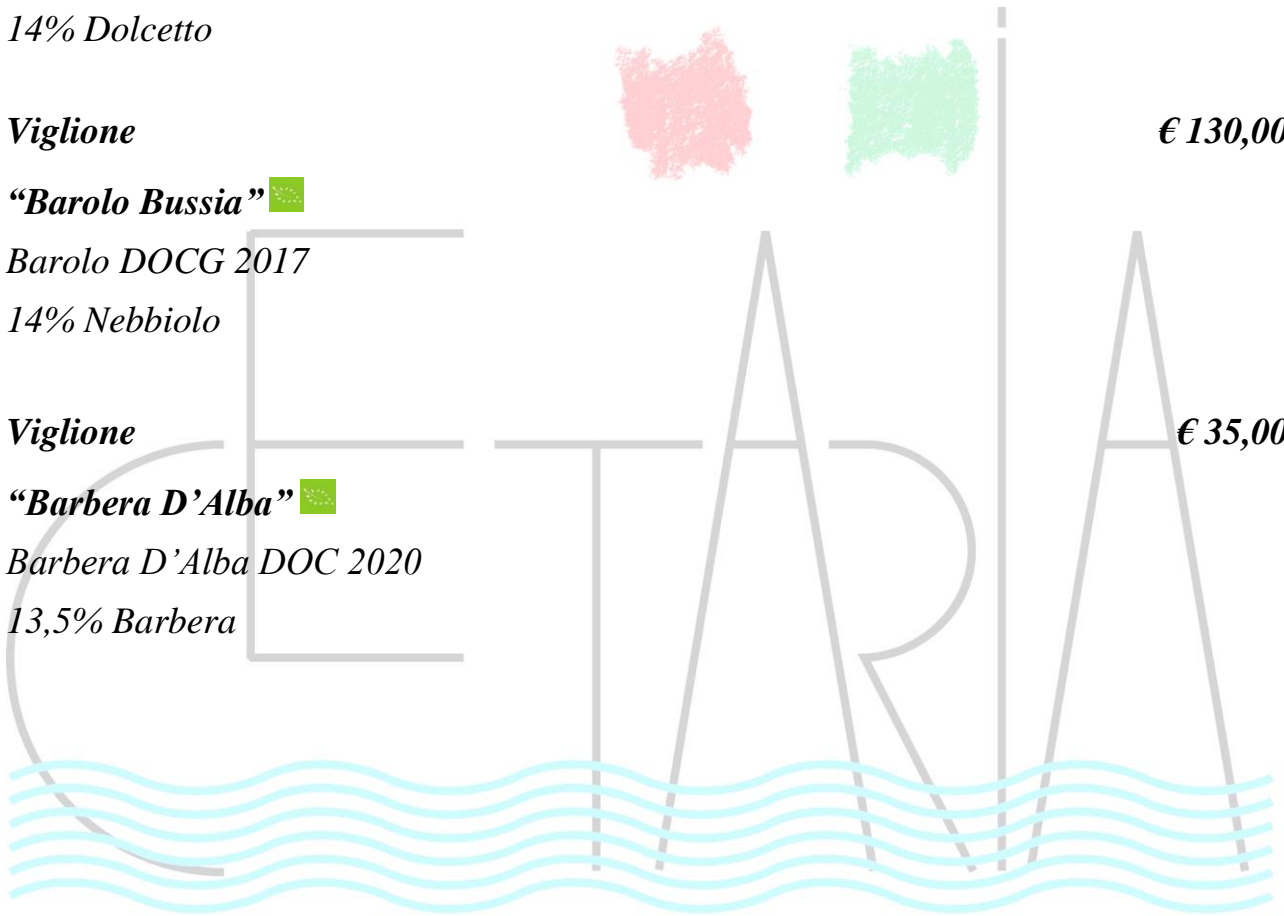 14% Dolcetto
Viglione € 130,00
“Barolo Bussia”
Barolo DOCG 2017
14% Nebbiolo
Viglione € 35,00
“Barbera D’Alba”
Barbera D’Alba DOC 2020
13,5% Barbera
CETARIA